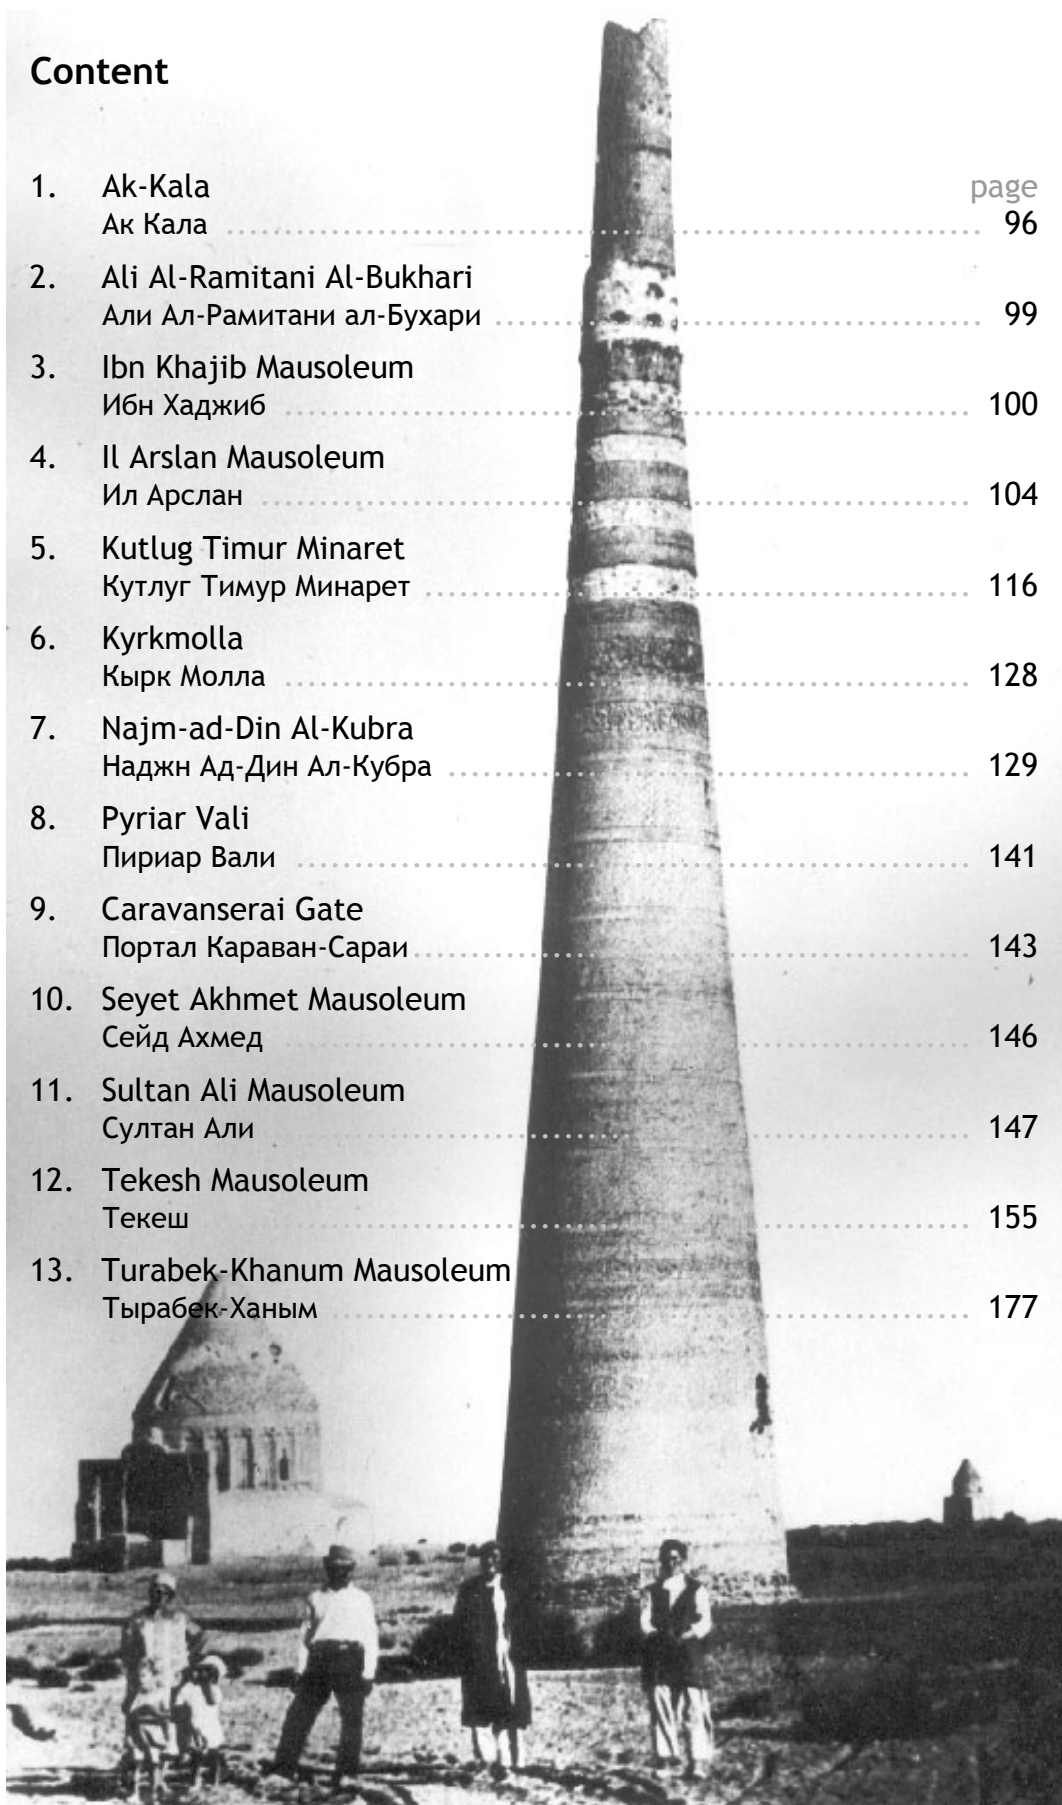 Content
page
1. Ak-Kala
Ак Кала 96
2. Ali Al-Ramitani Al-Bukhari
Али Ал-Рамитани ал-Бухари 99
3. Ibn Khajib Mausoleum
Ибн Хаджиб 100
4. Il Arslan Mausoleum
Ил Арслан 104
5. Kutlug Timur Minaret
Кутлуг Тимур Минарет 116
6. Kyrkmolla
Кырк Молла 128
7. Najm-ad-Din Al-Kubra
Наджн Ад-Дин Ал-Кубра 129
8. Pyriar Vali
Пириар Вали 141
9. Caravanserai Gate
Портал Караван-Сараи 143
10. Seyet Akhmet Mausoleum
Сейд Ахмед 146
11. Sultan Ali Mausoleum
Султан Али 147
12. Tekesh Mausoleum
Текеш 155
13. Turabek-Khanum Mausoleum
Тырабек-Ханым 177